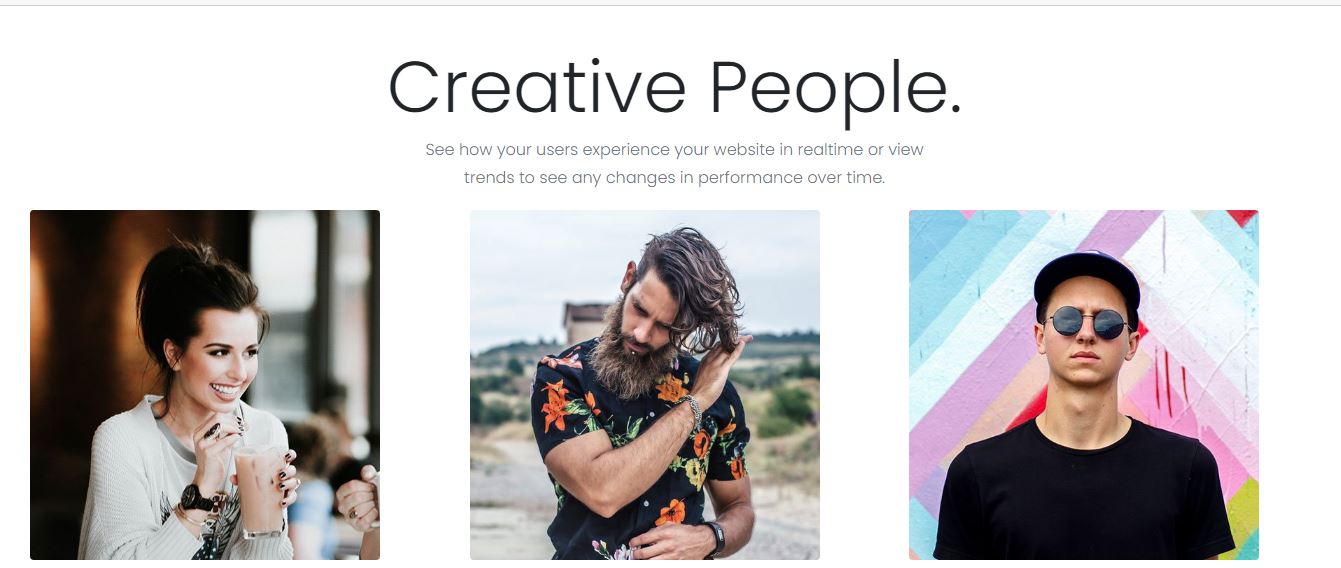 Creative People.
See how your users experience your website in realtime or view
trends to see any changes in performance over time.